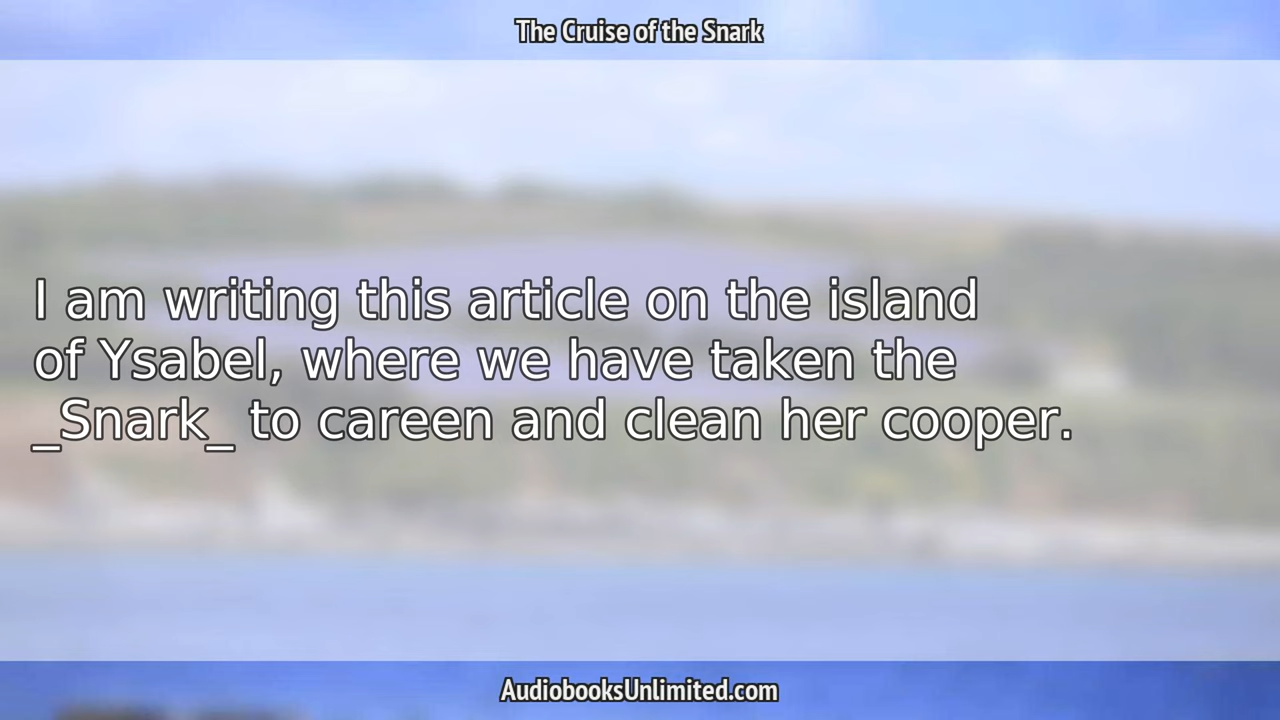 The Cruise of the Snark
I am writing this article on the island
of Ysabel, where we have taken the
_Snark_ to careen and clean her cooper.
AudiobooksUnlimited.com